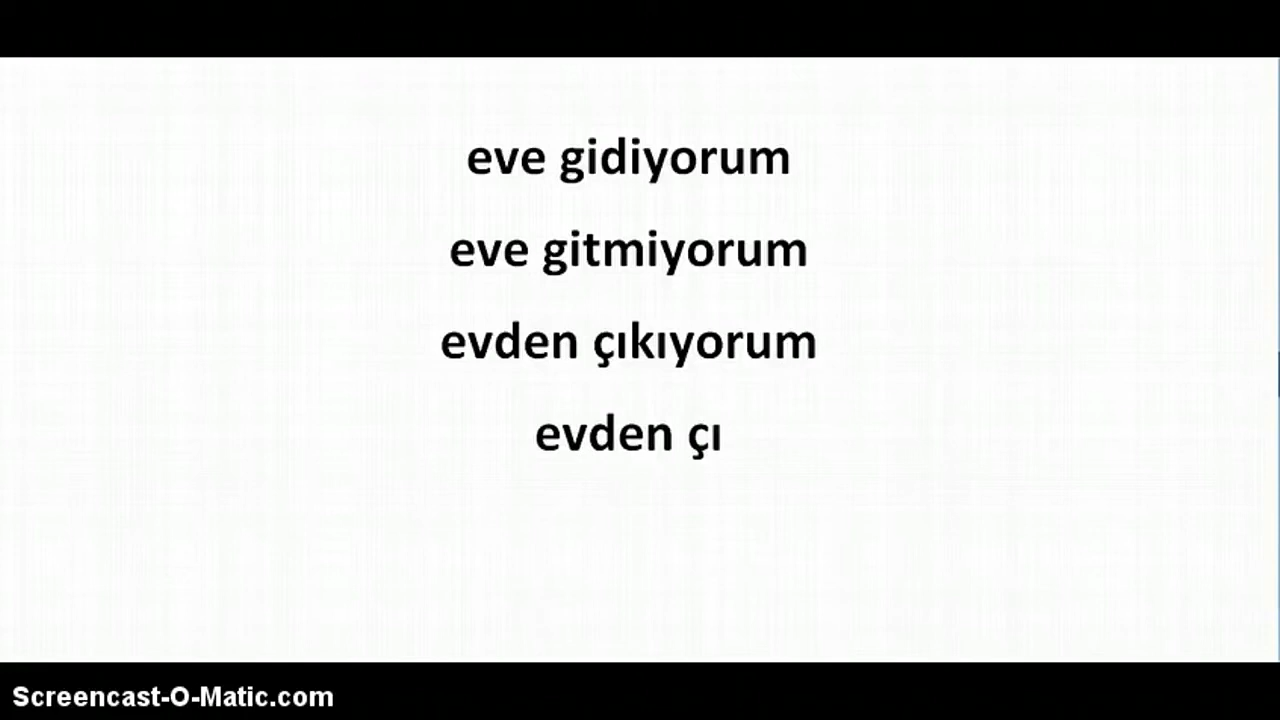 eve gidiyorum
eve gitmiyorum
evden çıkıyorum
evden çı
Screencast-O-Matic.com